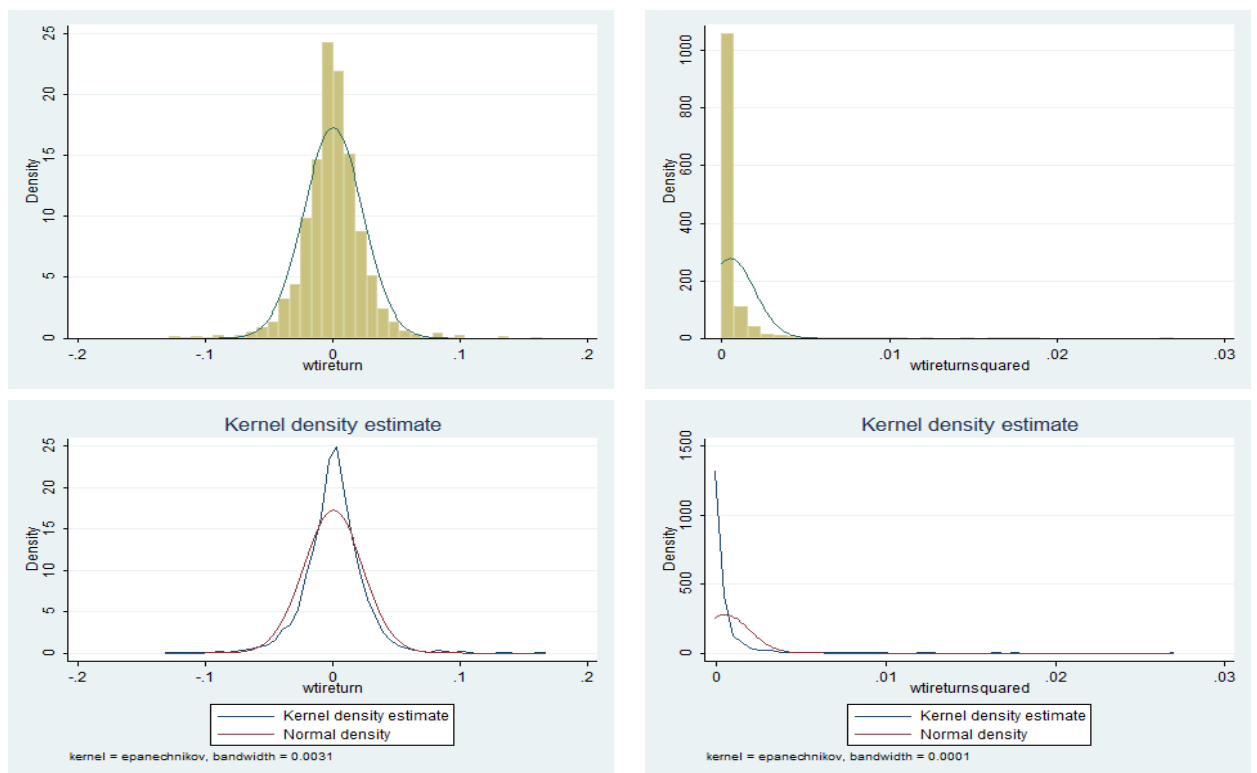 Density
25
20
15
10
5
0
-.2 -.1 0 .1 .2
wtireturn
Density
1000
800
600
400
200
0
0 .01 .02 .03
wtireturnsquared
Kernel density estimate
Density
25
20
15
10
5
0
-.2 -.1 0 .1 .2
wtireturn
Kernel density estimate
Normal density
kernel = epanechnikov, bandwidth = 0.0031
Kernel density estimate
Density
1500
1000
500
0
0 .01 .02 .03
wtireturnsquared
Kernel density estimate
Normal density
kernel = epanechnikov, bandwidth = 0.0001